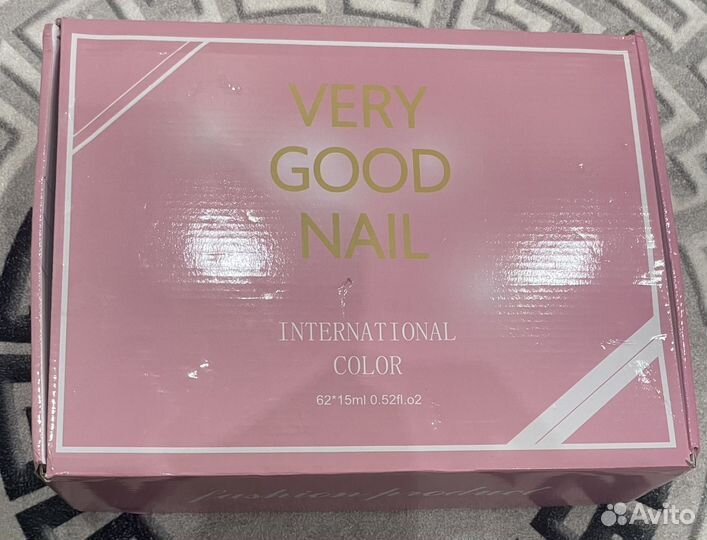 VERY
GOOD
NAIL
INTERNATIONAL
COLOR
62*15ml 0.52fl.o2
fashion product
Avito